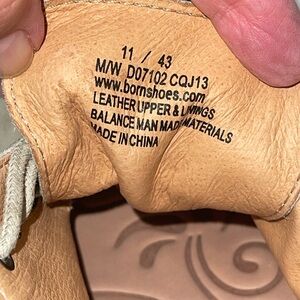 11 / 43
M/W D07102 CQJ13
www.bornshoes.com
LEATHER UPPER & LININGS
BALANCE MAN MADE MATERIALS
MADE IN CHINA